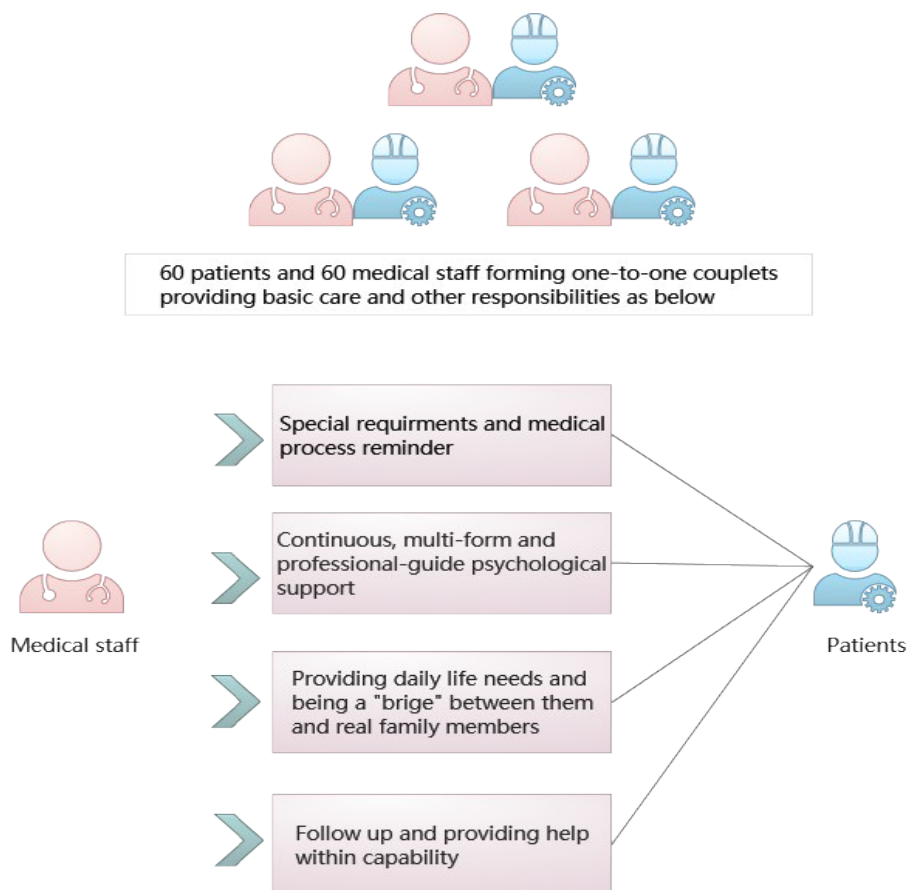 60 patients and 60 medical staff forming one-to-one couplets
providing basic care and other responsibilities as below
Special requirments and medical
process reminder
Continuous, multi-form and
professional-guide psychological
support
Medical staff
Patients
Providing daily life needs and
being a "brige" between them
and real family members
Follow up and providing help
within capability